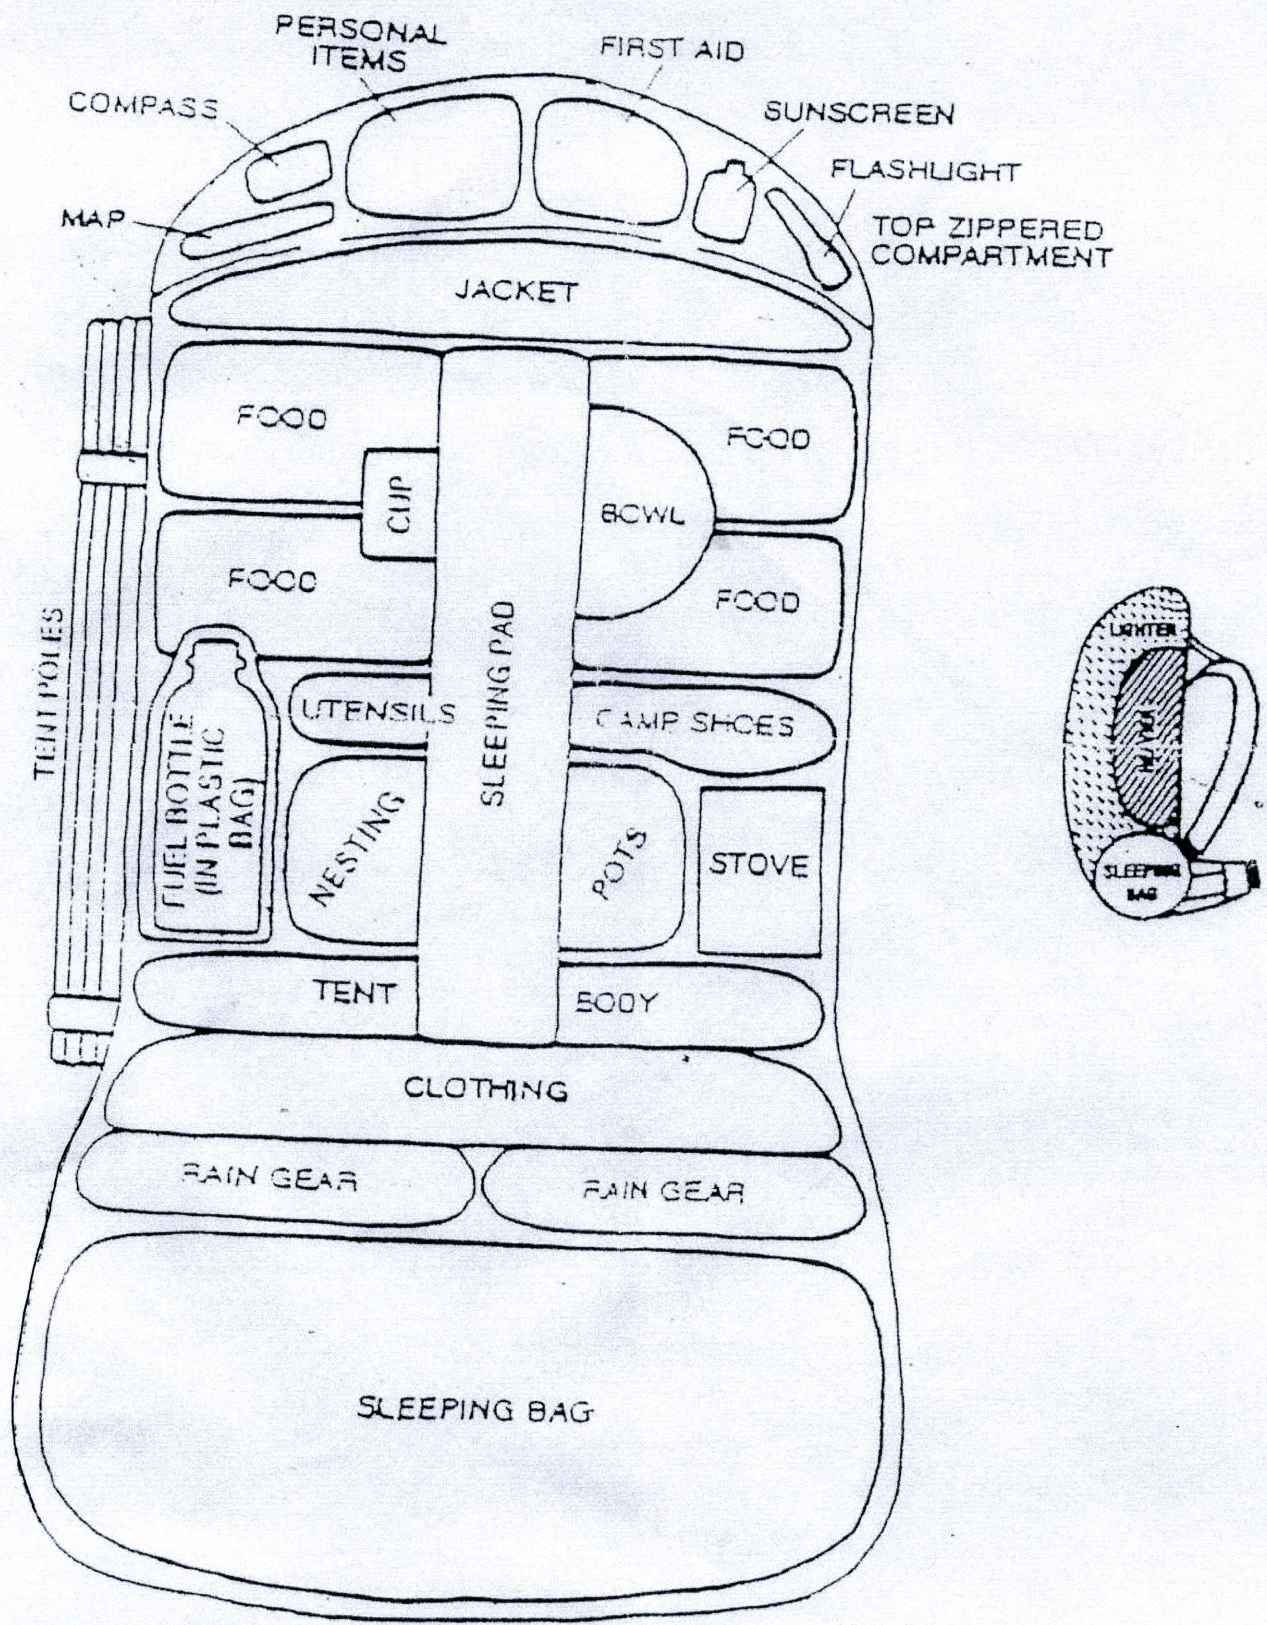 PERSONAL
ITEMS
FIRST AID
COMPASS
SUNSCREEN
FLASHLIGHT
MAP
TOP ZIPPERED
COMPARTMENT
JACKET
FOOD
FOOD
CUP
BOWL
FOOD
FOOD
TENT POLES
SLEEPING PAD
UTENSILS
CAMP SHOES
FUEL BOTTLE
(IN PLASTIC
BAG)
NESTING
POTS
STOVE
TENT
BODY
CLOTHING
RAIN GEAR
RAIN GEAR
SLEEPING BAG
LIGHTER
HEAVIER
SLEEPING
BAG